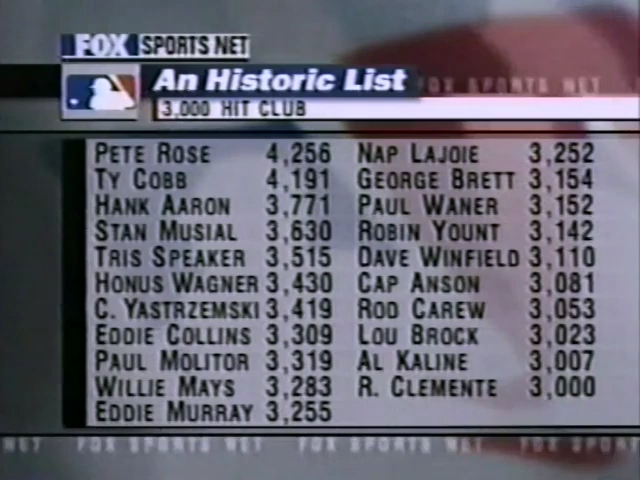 FOX SPORTS NET
An Historic List
FOX SPORTS NET
3,000 HIT CLUB
PETE ROSE 4,256 NAP LAJOIE 3,252
TY COBB 4,191 GEORGE BRETT 3,154
HANK AARON 3,771 PAUL WANER 3,152
STAN MUSIAL 3,630 ROBIN YOUNT 3,142
TRIS SPEAKER 3,515 DAVE WINFIELD 3,110
HONUS WAGNER 3,430 CAP ANSON 3,081
C. YASTRZEMSKI 3,419 ROD CAREW 3,053
EDDIE COLLINS 3,309 LOU BROCK 3,023
PAUL MOLITOR 3,319 AL KALINE 3,007
WILLIE MAYS 3,283 R. CLEMENTE 3,000
EDDIE MURRAY 3,255
NET FOX SPORTS NET FOX SPORTS NET FOX SPORT